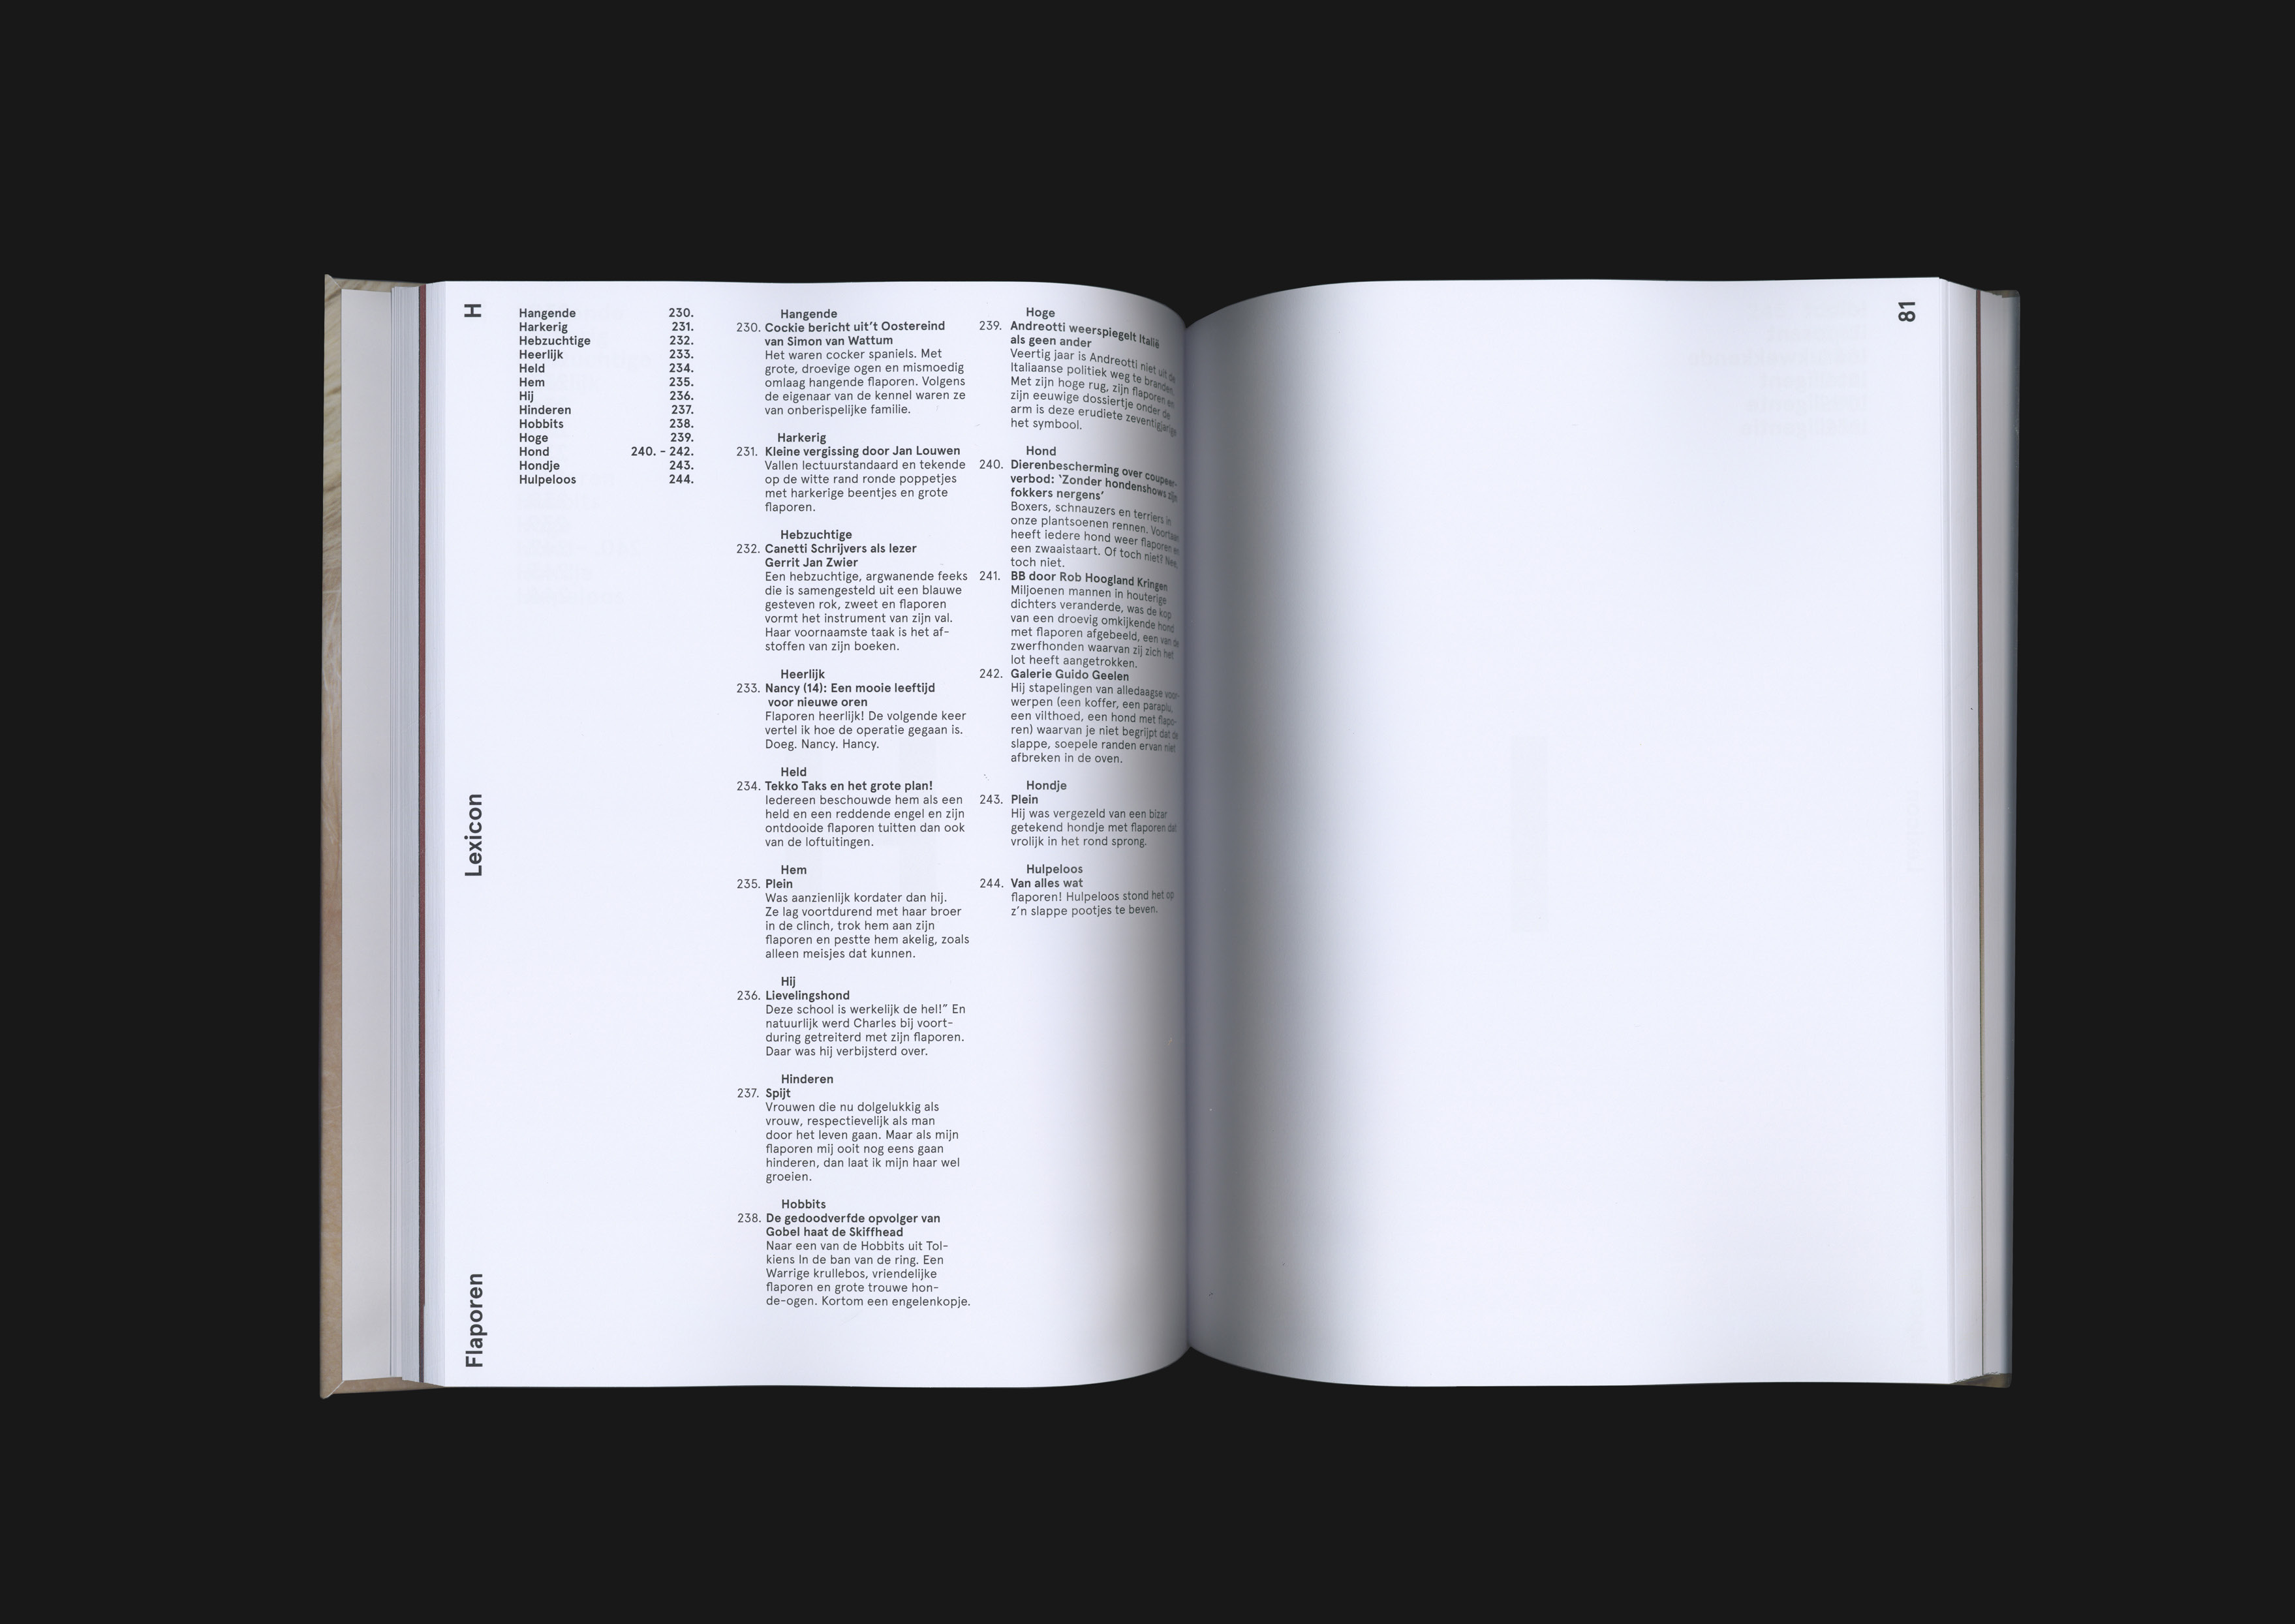 H
Lexicon
Flaporen
Hangende 230.
Harkerig 231.
Hebzuchtige 232.
Heerlijk 233.
Held 234.
Hem 235.
Hij 236.
Hinderen 237.
Hobbits 238.
Hoge 239.
Hond 240. - 242.
Hondje 243.
Hulpeloos 244.
Hangende
230. Cockie bericht uit't Oostereind
van Simon van Wattum
Het waren cocker spaniels. Met
grote, droevige ogen en mismoedig
omlaag hangende flaporen. Volgens
de eigenaar van de kennel waren ze
van onberispelijke familie.
Harkerig
231. Kleine vergissing door Jan Louwen
Vallen lectuurstandaard en tekende
op de witte rand ronde poppetjes
met harkerige beentjes en grote
flaporen.
Hebzuchtige
232. Canetti Schrijvers als lezer
Gerrit Jan Zwier
Een hebzuchtige, argwanende feeks
die is samengesteld uit een blauwe
gesteven rok, zweet en flaporen
vormt het instrument van zijn val.
Haar voornaamste taak is het af-
stoffen van zijn boeken.
Heerlijk
233. Nancy (14): Een mooie leeftijd
voor nieuwe oren
Flaporen heerlijk! De volgende keer
vertel ik hoe de operatie gegaan is.
Doeg. Nancy. Hancy.
Held
234. Tekko Taks en het grote plan!
Iedereen beschouwde hem als een
held en een reddende engel en zijn
ontdooide flaporen tuitten dan ook
van de loftuitingen.
Hem
235. Plein
Was aanzienlijk kordater dan hij.
Ze lag voortdurend met haar broer
in de clinch, trok hem aan zijn
flaporen en pestte hem akelig, zoals
alleen meisjes dat kunnen.
Hij
236. Lievelingshond
Deze school is werkelijk de hel!” En
natuurlijk werd Charles bij voort-
during getreiterd met zijn flaporen.
Daar was hij verbijsterd over.
Hinderen
237. Spijt
Vrouwen die nu dolgelukkig als
vrouw, respectievelijk als man
door het leven gaan. Maar als mijn
flaporen mij ooit nog eens gaan
hinderen, dan laat ik mijn haar wel
groeien.
Hobbits
238. De gedoodverfde opvolger van
Gobel haat de Skiffhead
Naar een van de Hobbits uit Tol-
kiens In de ban van de ring. Een
Warrige krullebos, vriendelijke
flaporen en grote trouwe hon-
de-ogen. Kortom een engelenkopje.
Hoge
239. Andreotti weerspiegelt Italië
als geen ander
Veertig jaar is Andreotti niet uit de
Italiaanse politiek weg te branden.
Met zijn hoge rug, zijn flaporen en
zijn eeuwige dossiertje onder de
arm is deze erudiete zeventigjarige
het symbool.
Hond
240. Dierenbescherming over coupeer-
verbod: ‘Zonder hondenshows zijn
fokkers nergens’
Boxers, schnauzers en terriers in
onze plantsoenen rennen. Voortaan
heeft iedere hond weer flaporen en
een zwaaistaart. Of toch niet? Nee,
toch niet.
241. BB door Rob Hoogland Kringen
Miljoenen mannen in houterige
dichters veranderde, was de kop
van een droevig omkijkende hond
met flaporen afgebeeld, een van de
zwerfhonden waarvan zij zich het
lot heeft aangetrokken.
242. Galerie Guido Geelen
Hij stapelingen van alledaagse voor-
werpen (een koffer, een paraplu,
een vilthoed, een hond met flapo-
ren) waarvan je niet begrijpt dat de
slappe, soepele randen ervan niet
afbreken in de oven.
Hondje
243. Plein
Hij was vergezeld van een bizar
getekend hondje met flaporen dat
vrolijk in het rond sprong.
Hulpeloos
244. Van alles wat
flaporen! Hulpeloos stond het op
z'n slappe pootjes te beven.
81